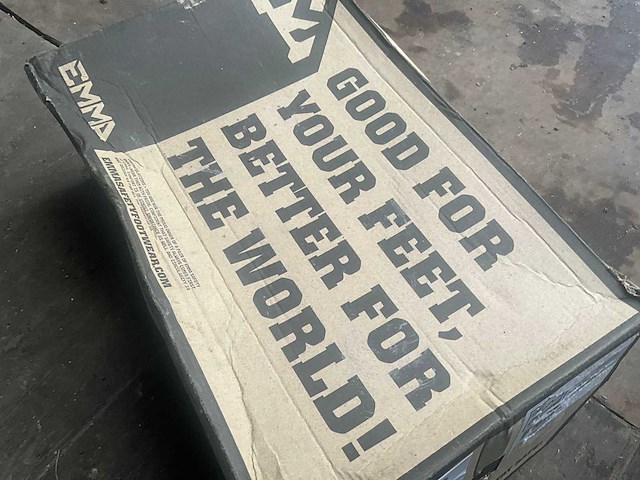 EMMA
GOOD FOR
YOUR FEET,
BETTER FOR
THE WORLD!
EMMASAFETYFOOTWEAR.COM